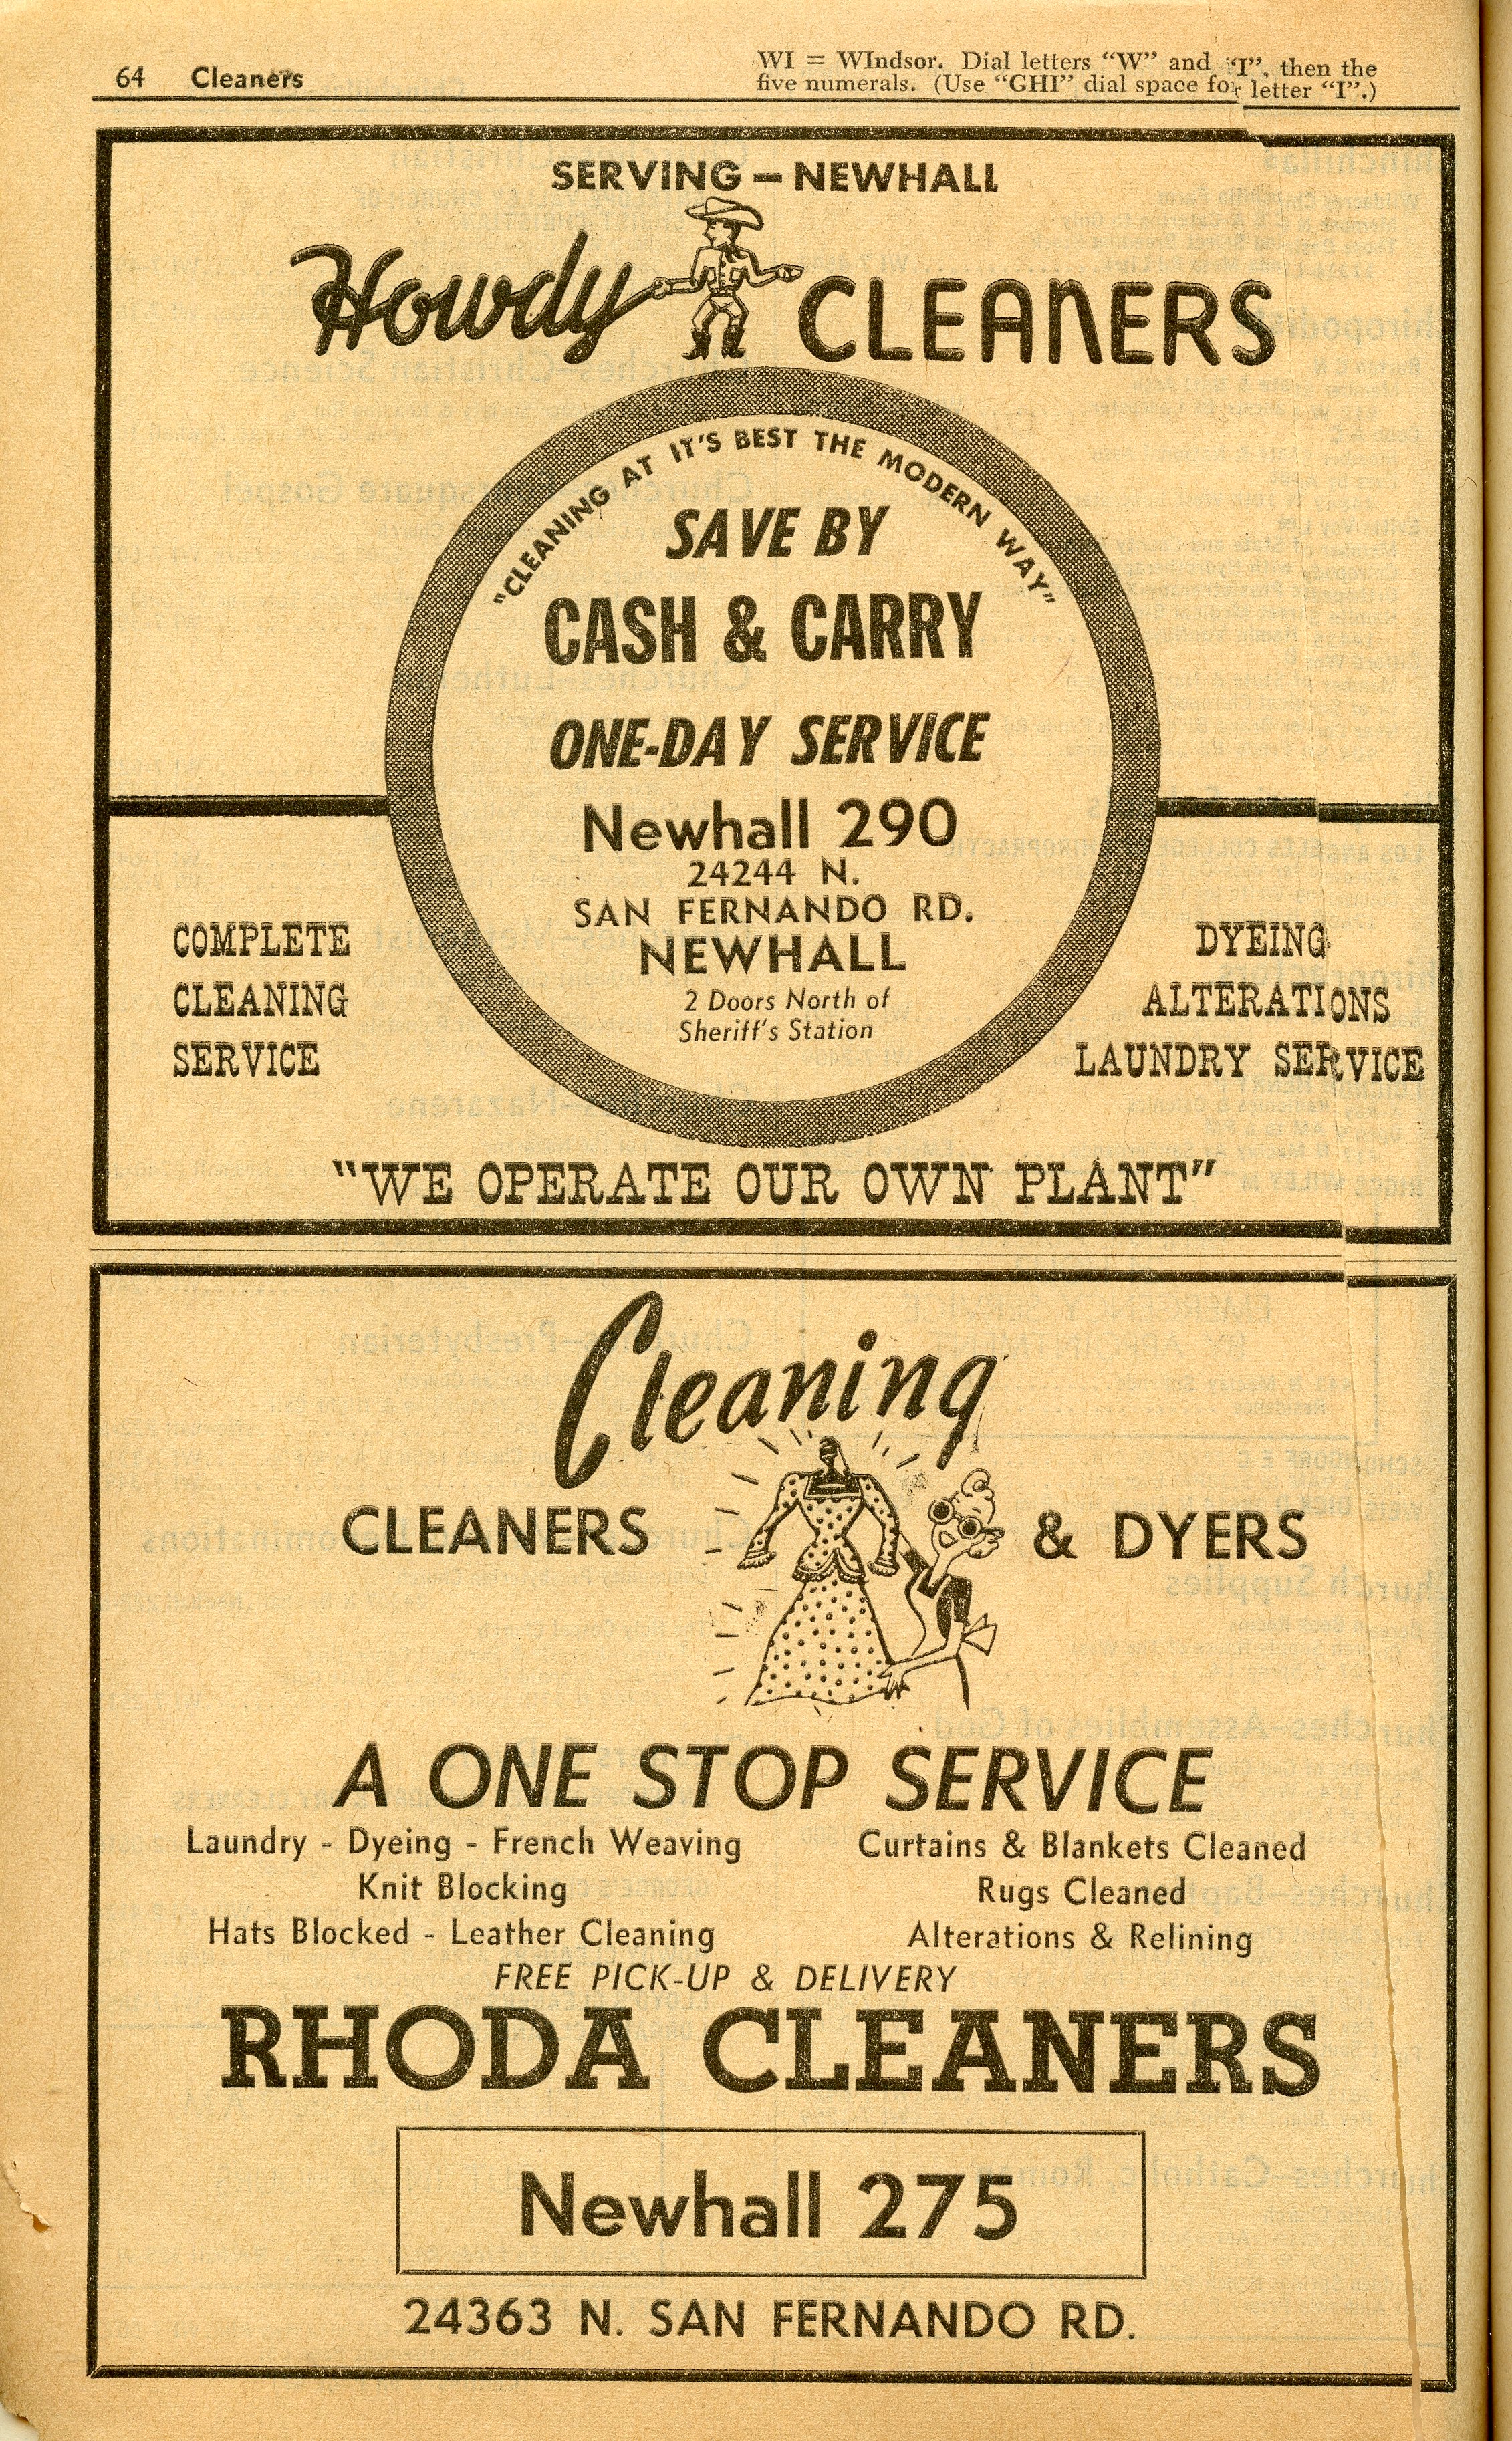 64 Cleaners
WI = WIndsor. Dial letters "W" and "I", then the
five numerals. (Use "GHI" dial space for letter "I".)
SERVING - NEWHALL
Howdy CLEANERS
"CLEANING AT IT'S BEST THE MODERN WAY"
SAVE BY
CASH & CARRY
ONE-DAY SERVICE
Newhall 290
24244 N.
SAN FERNANDO RD.
NEWHALL
2 Doors North of
Sheriff's Station
COMPLETE
CLEANING
SERVICE
DYEING
ALTERATIONS
LAUNDRY SERVICE
"WE OPERATE OUR OWN PLANT"
Cleaning
CLEANERS & DYERS
A ONE STOP SERVICE
Laundry - Dyeing - French Weaving
Knit Blocking
Hats Blocked - Leather Cleaning
Curtains & Blankets Cleaned
Rugs Cleaned
Alterations & Relining
FREE PICK-UP & DELIVERY
RHODA CLEANERS
Newhall 275
24363 N. SAN FERNANDO RD.